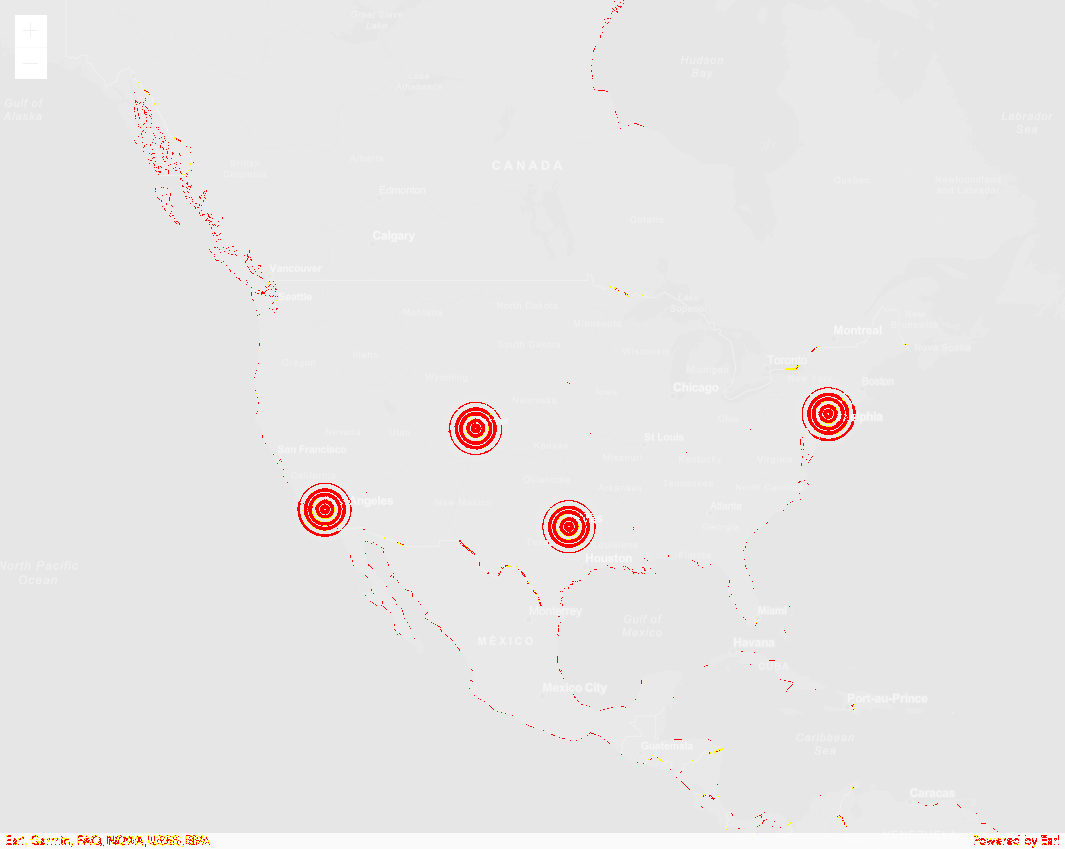 Great Slave
Lake
Hudson
Bay
Gulf of
Alaska
Lake
Labrador
Sea
Alberta
CANADA
British
Columbia
Edmonton
Newfoundland
and Labrador
Ontario
Calgary
Vancouver
Seattle
North Dakota
Montana
Lake
Superior
New
Brunswick
Minnesota
Montreal
Nova Scotia
South Dakota
Wisconsin
Oregon
Idaho
Toronto
Michigan
Wyoming
Boston
Chicago
Iowa
Nebraska
Ohio
Nevada
Utah
St Louis
San Francisco
Kansas
Missouri
Kentucky
Virginia
California
Oklahoma
Arkansas
Tennessee
North Carolina
Angeles
New Mexico
Atlanta
Georgia
Houston
Florida
North Pacific
Ocean
Monterrey
Miami
Gulf of
Mexico
MÉXICO
Havana
CUBA
Mexico City
Port-au-Prince
Guatemala
Caribbean
Sea
Caracas
VENEZUELA
Esri, Garmin, FAO, NOAA, USGS, EPA
Powered by Esri